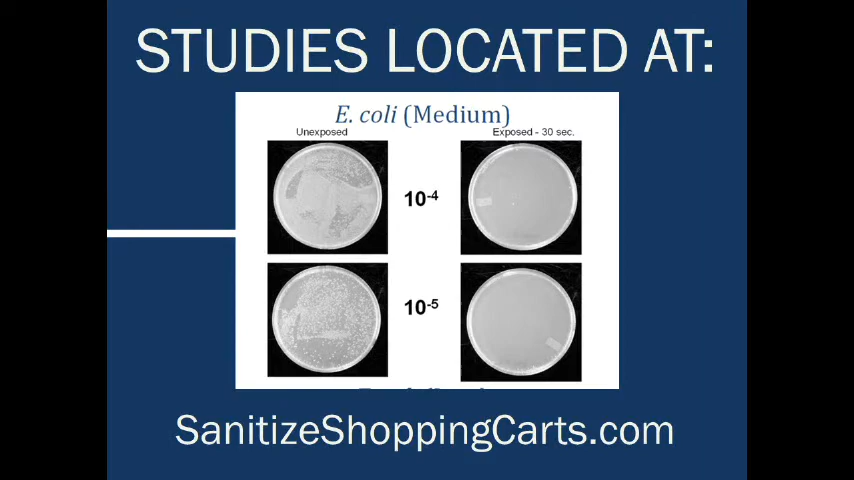 STUDIES LOCATED AT:
E. coli (Medium)
Unexposed
Exposed - 30 sec.
10-4
10-5
SanitizeShoppingCarts.com